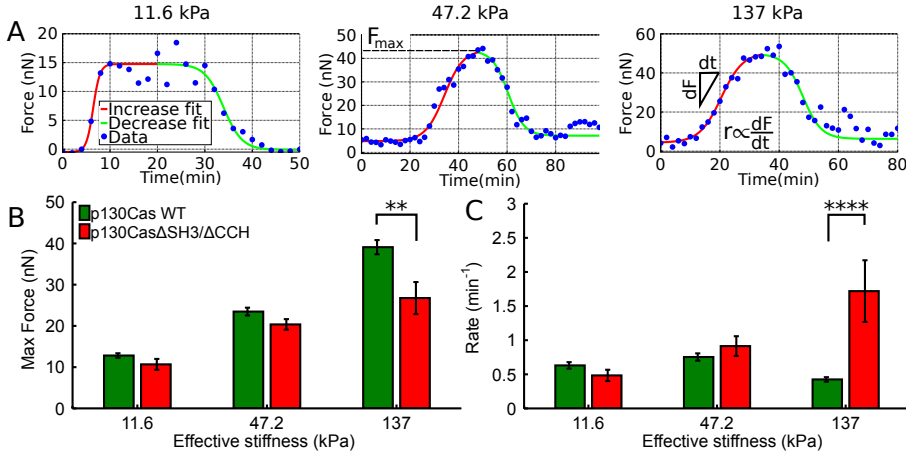 11.6 kPa
47.2 kPa
137 kPa
A
Force (nN)
15
10
5
0
0
10
20
30
40
50
Time(min)
Increase fit
Decrease fit
Data
Force (nN)
50
40
30
20
10
0
0
20
40
60
80
Time(min)
Fmax
Force (nN)
60
40
20
0
0
20
40
60
80
Time(min)
dt
dF
r∝dF
dt
B
p130Cas WT
p130CasΔSH3/ΔCCH
**
Max Force (nN)
50
40
30
20
10
0
11.6
47.2
137
Effective stiffness (kPa)
C
****
Rate (min⁻¹)
3
2.5
2
1.5
1
0.5
0
11.6
47.2
137
Effective stiffness (kPa)